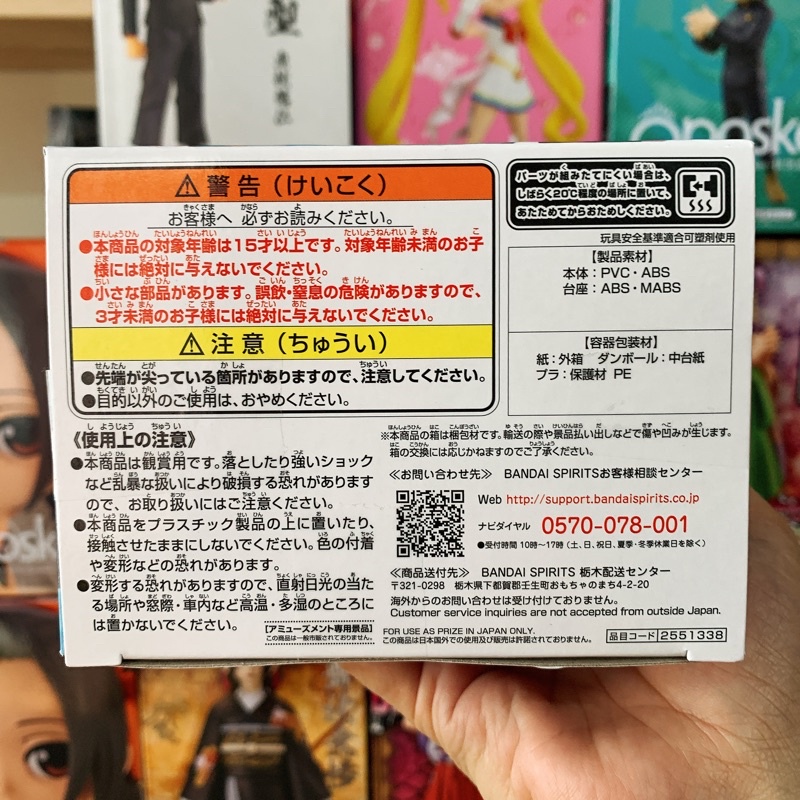 型
Qposket
警告（けいこく）
お客様へ 必ずお読みください。
●本商品の対象年齢は15才以上です。対象年齢未満のお子
様には絶対に与えないでください。
●小さな部品があります。誤飲・窒息の危険がありますので、
3才未満のお子様には絶対に与えないでください。
注意（ちゅうい）
●先端が尖っている箇所がありますので、注意してください。
●目的以外のご使用は、おやめください。
パーツが組みたてにくい場合は、
しばらく20℃程度の場所に置いて、
あたためてからおためしください。
玩具安全基準適合可塑剤使用
【製品素材】
本体：PVC・ABS
台座：ABS・MABS
【容器包装材】
紙：外箱 ダンボール：中台紙
プラ：保護材 PE
《使用上の注意》
●本商品は観賞用です。落としたり強いショック
など乱暴な扱いにより破損する恐れがあります
ので、お取り扱いにはご注意ください。
●本商品をプラスチック製品の上に置いたり、
接触させたままにしないでください。色の付着
や変形などの恐れがあります。
●変形する恐れがありますので、直射日光の当た
る場所や窓際・車内など高温・多湿のところに
は置かないでください。
【アミューズメント専用景品】
この商品は一般市販されておりません。
※本商品の箱は梱包材です。輸送の際や景品払い出しなどで傷や凹みが生じます。
箱の交換には応じかねますのでご了承ください。
≪お問い合わせ先≫ BANDAI SPIRITSお客様相談センター
Web http://support.bandaispirits.co.jp
ナビダイヤル 0570-078-001
●受付時間 10時～17時（土、日、祝日、夏季・冬季休業日を除く）
≪商品送付先≫ BANDAI SPIRITS 栃木配送センター
〒321-0298 栃木県下都賀郡壬生町おもちゃのまち4-2-20
海外からのお問い合わせは受け付けておりません。
Customer service inquiries are not accepted from outside Japan.
FOR USE AS PRIZE IN JAPAN ONLY.
この商品は日本国外での使用及び販売は許諾されておりません。
品目コード 2551338